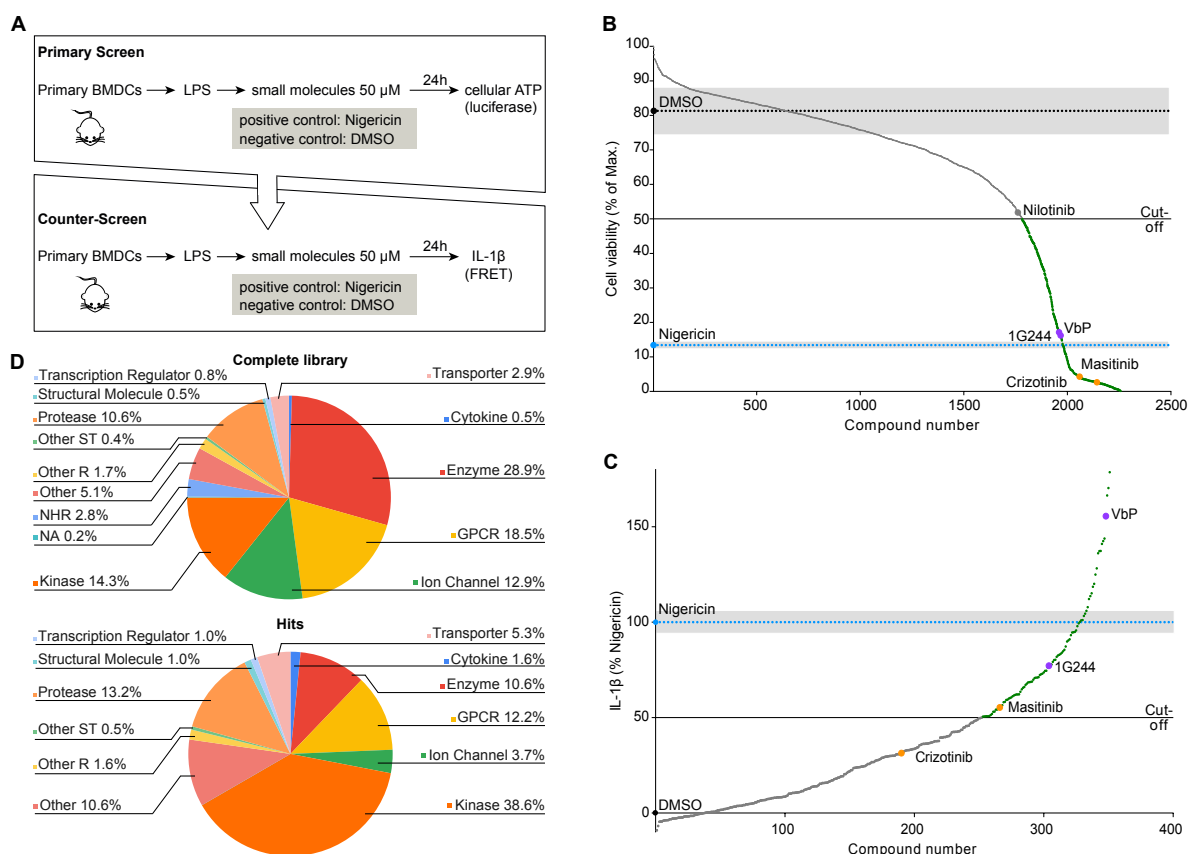 A
Primary Screen
Primary BMDCs LPS small molecules 50 µM 24h cellular ATP
(luciferase)
positive control: Nigericin
negative control: DMSO
Counter-Screen
Primary BMDCs LPS small molecules 50 µM 24h IL-1β
(FRET)
positive control: Nigericin
negative control: DMSO
B
Cell viability (% of Max.)
100
90
80
70
60
50
40
30
20
10
0
DMSO
Nilotinib
Cut-
off
Nigericin
1G244
VbP
Masitinib
Crizotinib
500
1000
1500
2000
2500
Compound number
C
IL-1β (% Nigericin)
150
100
50
0
VbP
Nigericin
1G244
Masitinib
Cut-
off
Crizotinib
DMSO
100
200
300
400
Compound number
D
Complete library
Transcription Regulator 0.8%
Structural Molecule 0.5%
Protease 10.6%
Other ST 0.4%
Other R 1.7%
Other 5.1%
NHR 2.8%
NA 0.2%
Kinase 14.3%
Transporter 2.9%
Cytokine 0.5%
Enzyme 28.9%
GPCR 18.5%
Ion Channel 12.9%
Hits
Transcription Regulator 1.0%
Structural Molecule 1.0%
Protease 13.2%
Other ST 0.5%
Other R 1.6%
Other 10.6%
Transporter 5.3%
Cytokine 1.6%
Enzyme 10.6%
GPCR 12.2%
Ion Channel 3.7%
Kinase 38.6%